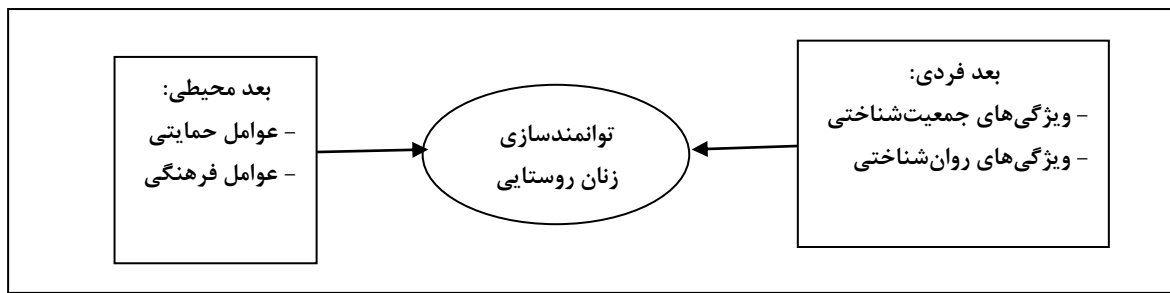 بعد فردی:
- ویژگی‌های جمعیت‌شناختی
- ویژگی‌های روان‌شناختی
توانمندسازی
زنان روستایی
بعد محیطی:
- عوامل حمایتی
- عوامل فرهنگی